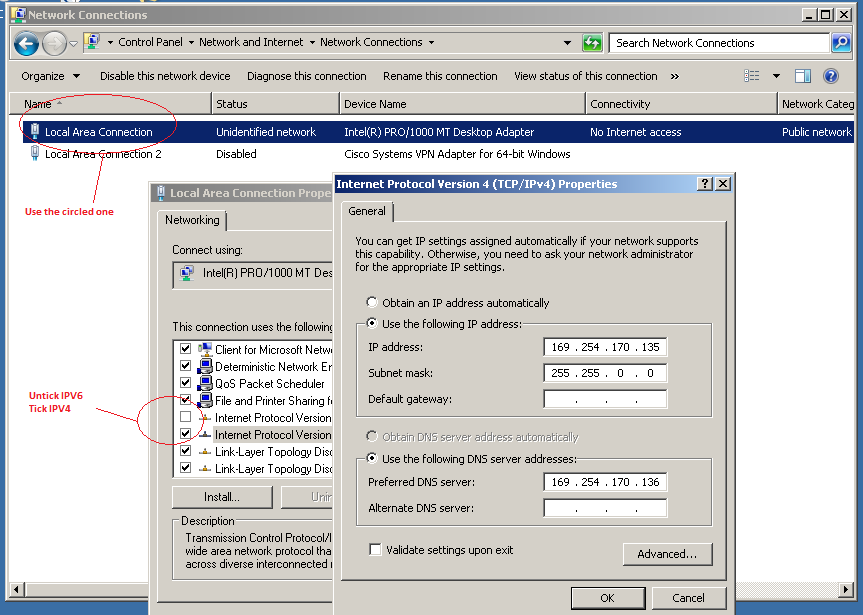 Network Connections
Control Panel Network and Internet Network Connections
Search Network Connections
Organize Disable this network device Diagnose this connection Rename this connection View status of this connection »
Name Status Device Name Connectivity Network Categ
Local Area Connection Unidentified network Intel(R) PRO/1000 MT Desktop Adapter No Internet access Public network
Local Area Connection 2 Disabled Cisco Systems VPN Adapter for 64-bit Windows
Use the circled one
Untick IPV6
Tick IPV4
Local Area Connection Prope
Networking
Connect using:
Intel(R) PRO/1000 MT Des
This connection uses the following
Client for Microsoft Netw
Deterministic Network Er
QoS Packet Scheduler
File and Printer Sharing fo
Internet Protocol Version
Internet Protocol Version
Link-Layer Topology Disc
Link-Layer Topology Disc
Install...
Unin
Description
Transmission Control Protocol/I
wide area network protocol tha
across diverse interconnected
Internet Protocol Version 4 (TCP/IPv4) Properties
General
You can get IP settings assigned automatically if your network supports
this capability. Otherwise, you need to ask your network administrator
for the appropriate IP settings.
Obtain an IP address automatically
Use the following IP address:
IP address: 169 . 254 . 170 . 135
Subnet mask: 255 . 255 . 0 . 0
Default gateway: . . .
Obtain DNS server address automatically
Use the following DNS server addresses:
Preferred DNS server: 169 . 254 . 170 . 136
Alternate DNS server: . . .
Validate settings upon exit
Advanced...
OK Cancel